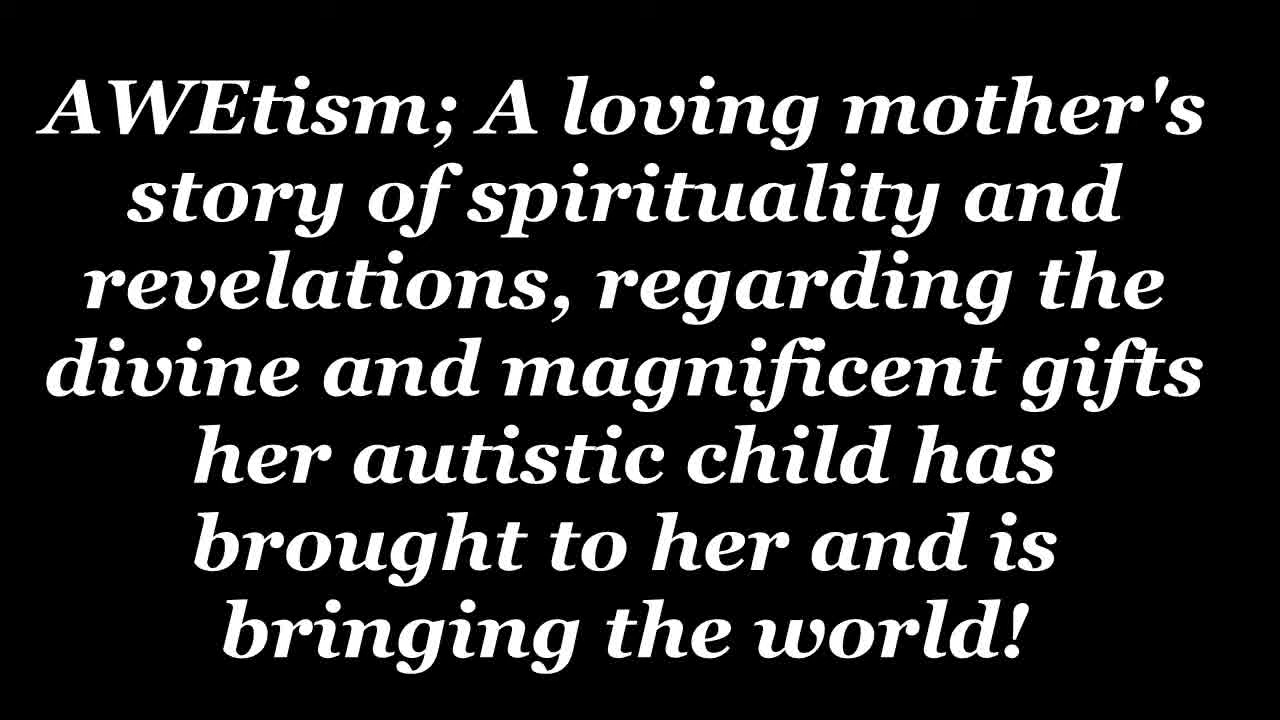 AWEtism; A loving mother's
story of spirituality and
revelations, regarding the
divine and magnificent gifts
her autistic child has
brought to her and is
bringing the world!